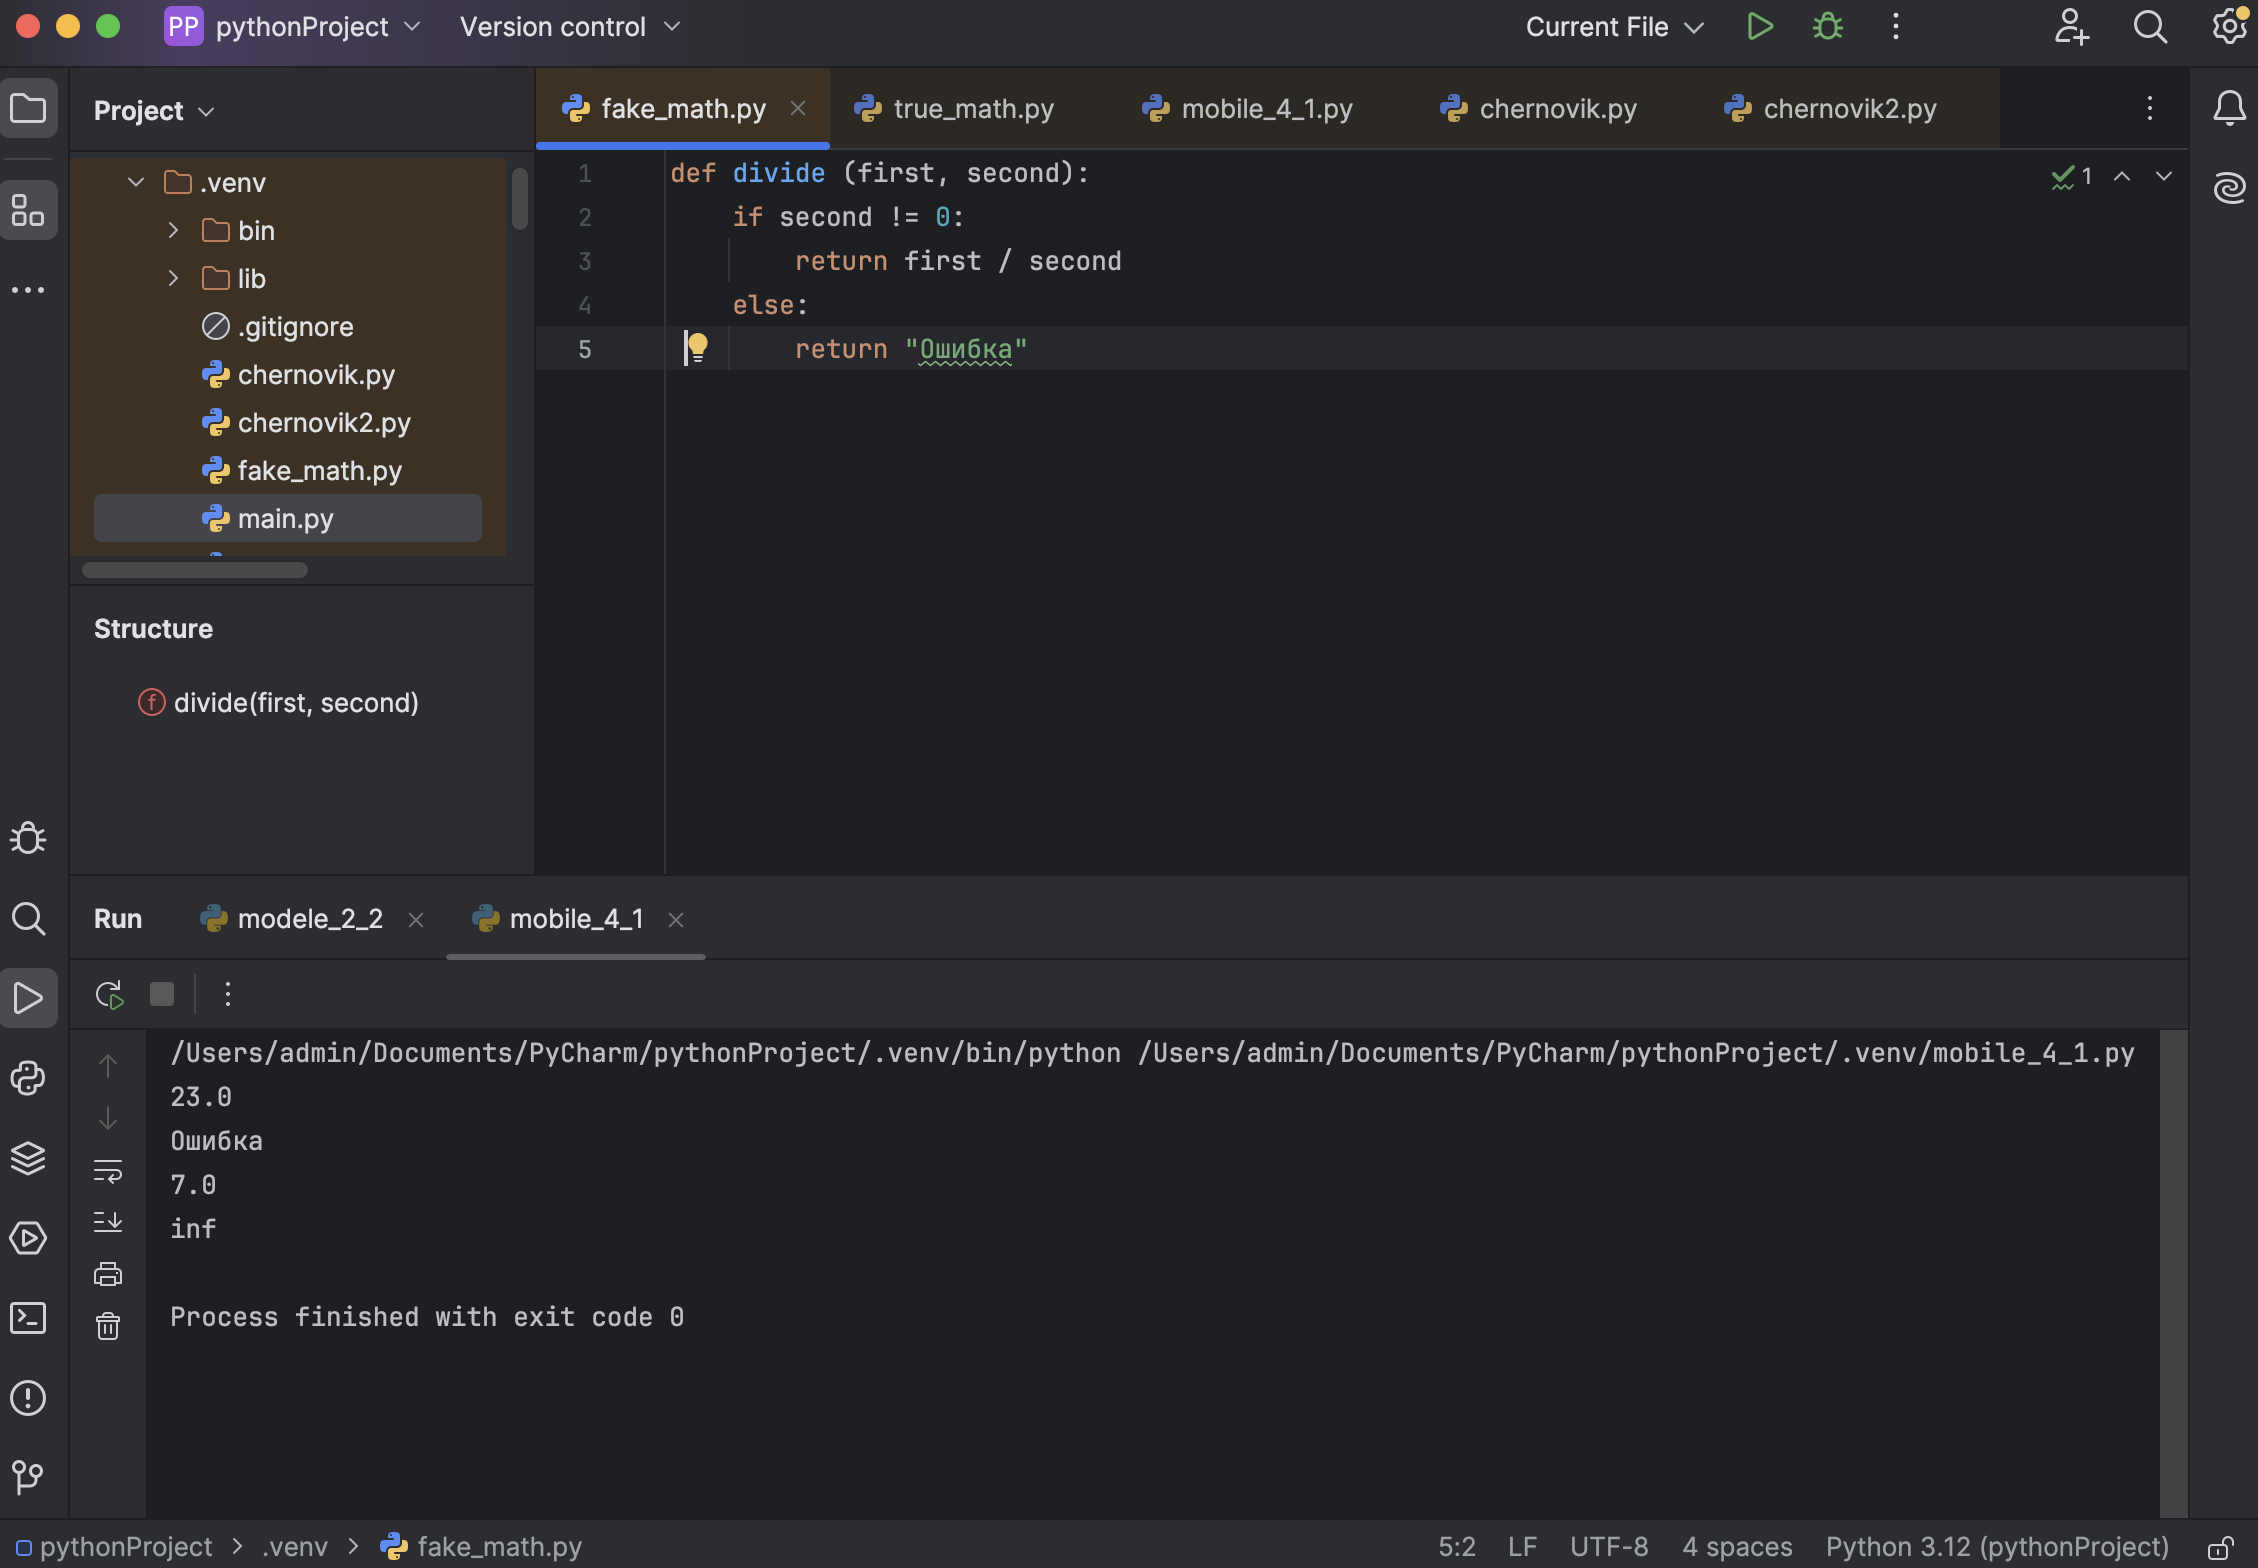 PP pythonProject Version control Current File
Project
.venv
bin
lib
.gitignore
chernovik.py
chernovik2.py
fake_math.py
main.py
Structure
f divide(first, second)
fake_math.py true_math.py mobile_4_1.py chernovik.py chernovik2.py
1 def divide (first, second):
2 if second != 0:
3 return first / second
4 else:
5 return "Ошибка"
1
Run modele_2_2 mobile_4_1
/Users/admin/Documents/PyCharm/pythonProject/.venv/bin/python /Users/admin/Documents/PyCharm/pythonProject/.venv/mobile_4_1.py
23.0
Ошибка
7.0
inf
Process finished with exit code 0
pythonProject > .venv > fake_math.py 5:2 LF UTF-8 4 spaces Python 3.12 (pythonProject)